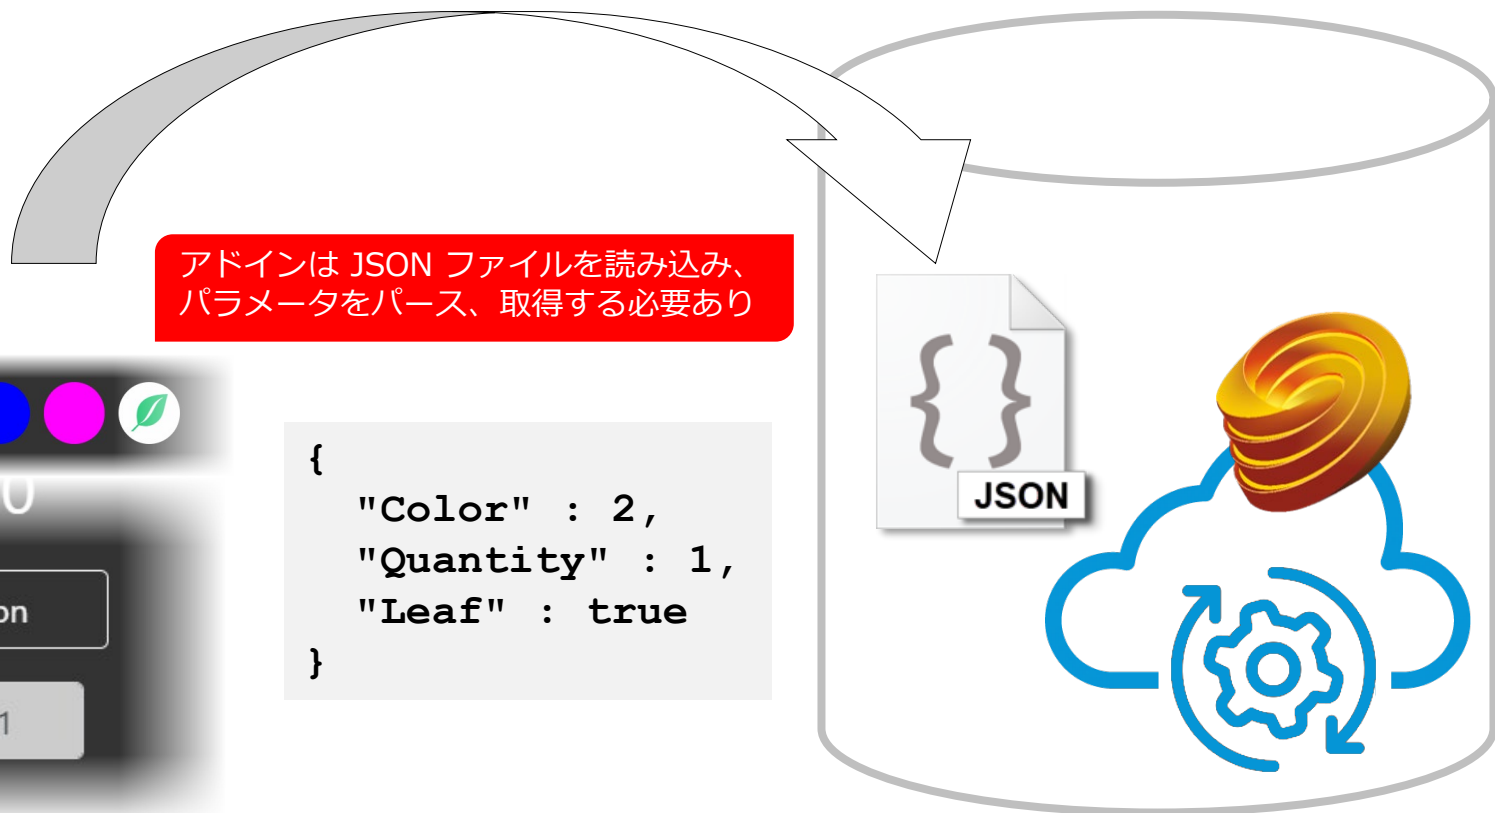 アドインは JSON ファイルを読み込み、
パラメータをパース、取得する必要あり
{
"Color" : 2,
"Quantity" : 1,
"Leaf" : true
}
{ }
JSON
on
1